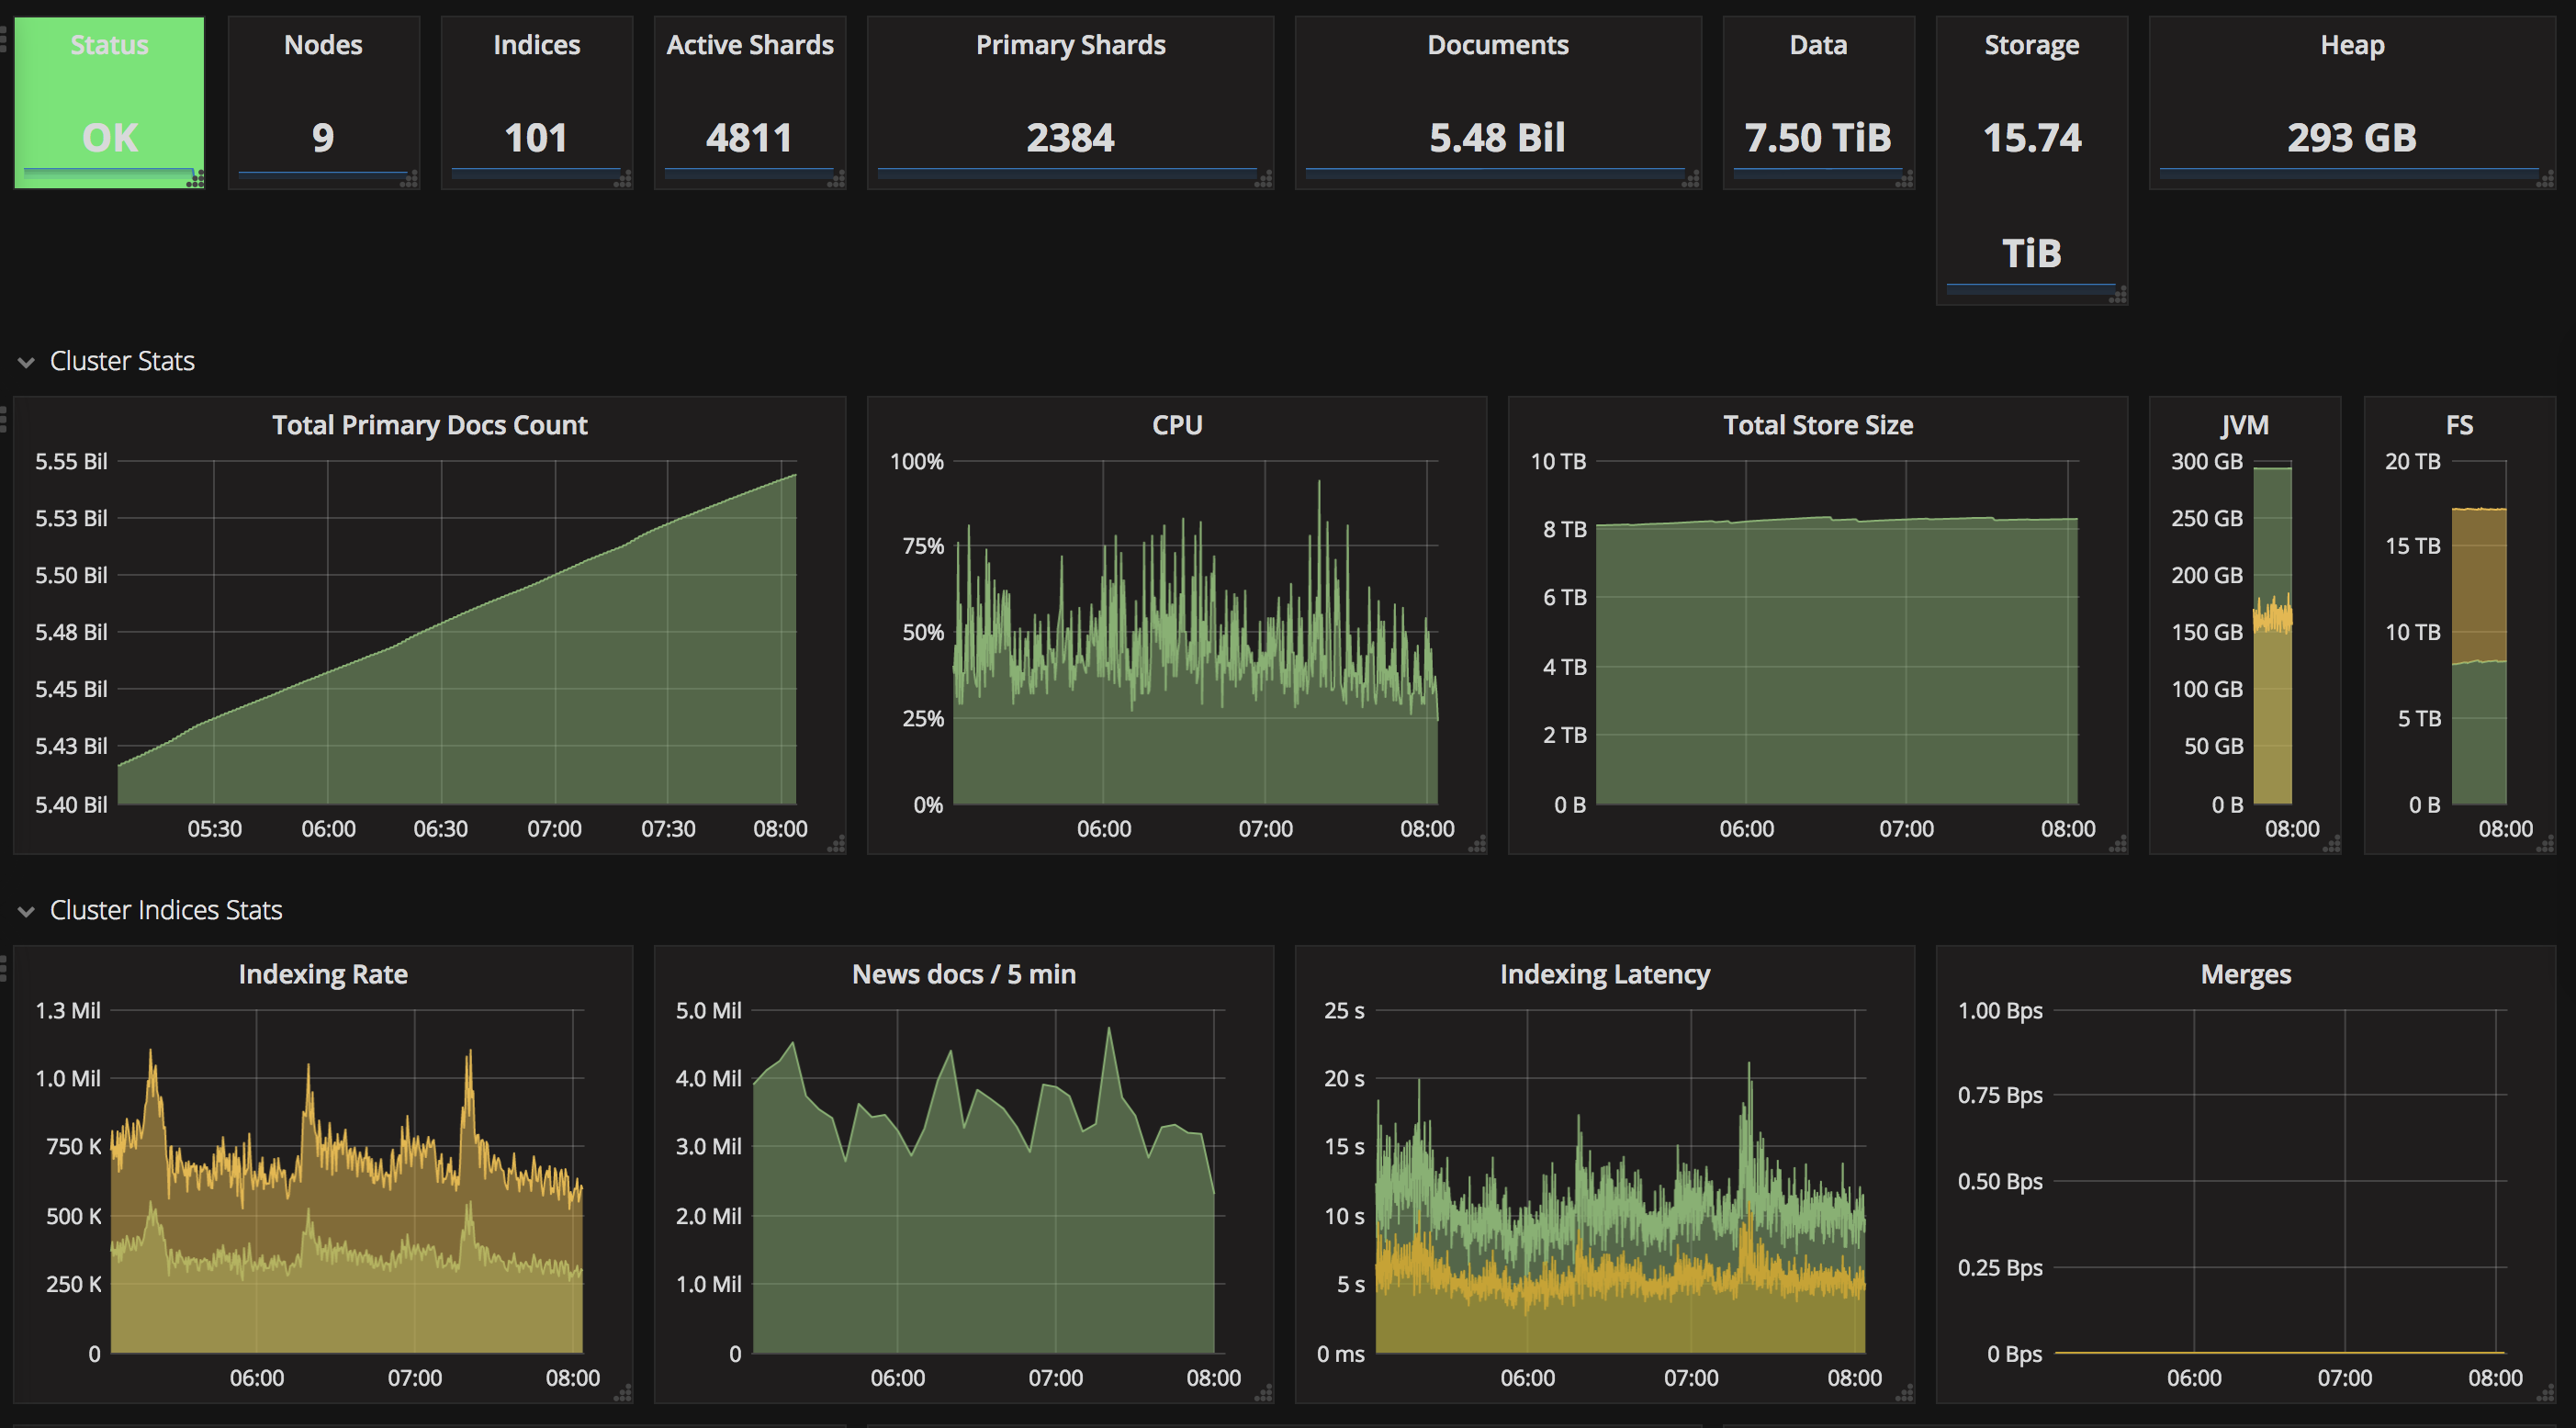 Status
OK
Nodes
9
Indices
101
Active Shards
4811
Primary Shards
2384
Documents
5.48 Bil
Data
7.50 TiB
Storage
15.74
TiB
Heap
293 GB
Cluster Stats
Total Primary Docs Count
5.55 Bil
5.53 Bil
5.50 Bil
5.48 Bil
5.45 Bil
5.43 Bil
5.40 Bil
05:30 06:00 06:30 07:00 07:30 08:00
CPU
100%
75%
50%
25%
0%
06:00 07:00 08:00
Total Store Size
10 TB
8 TB
6 TB
4 TB
2 TB
0 B
06:00 07:00 08:00
JVM
300 GB
250 GB
200 GB
150 GB
100 GB
50 GB
0 B
08:00
FS
20 TB
15 TB
10 TB
5 TB
0 B
08:00
Cluster Indices Stats
Indexing Rate
1.3 Mil
1.0 Mil
750 K
500 K
250 K
0
06:00 07:00 08:00
News docs / 5 min
5.0 Mil
4.0 Mil
3.0 Mil
2.0 Mil
1.0 Mil
0
06:00 07:00 08:00
Indexing Latency
25 s
20 s
15 s
10 s
5 s
0 ms
06:00 07:00 08:00
Merges
1.00 Bps
0.75 Bps
0.50 Bps
0.25 Bps
0 Bps
06:00 07:00 08:00